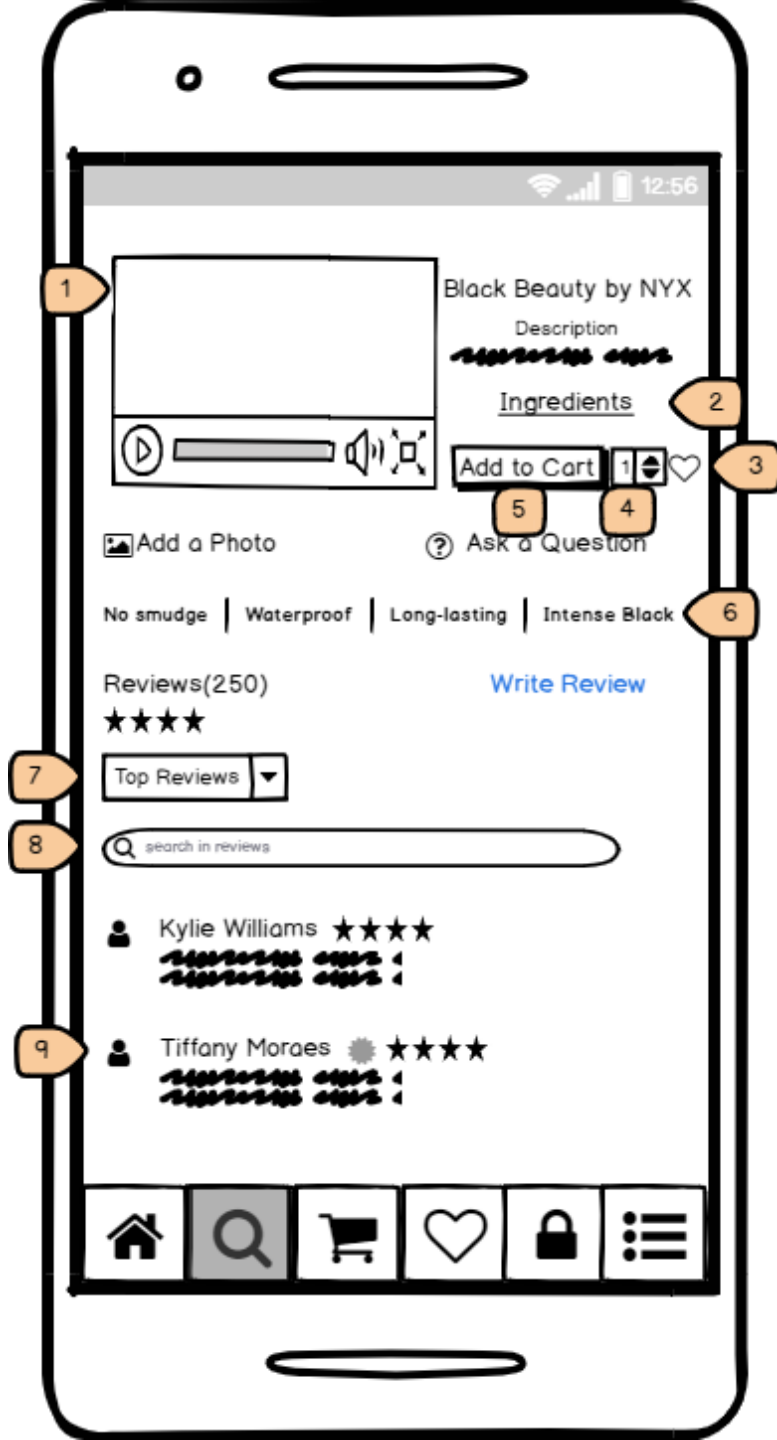 12:56
1
Black Beauty by NYX
Description
Ingredients
2
Add to Cart 1
3
5
4
Add a Photo
? Ask a Question
No smudge | Waterproof | Long-lasting | Intense Black
6
Reviews(250)
Write Review
★★★★
7
Top Reviews
8
search in reviews
Kylie Williams ★★★★
9
Tiffany Moraes ★★★★